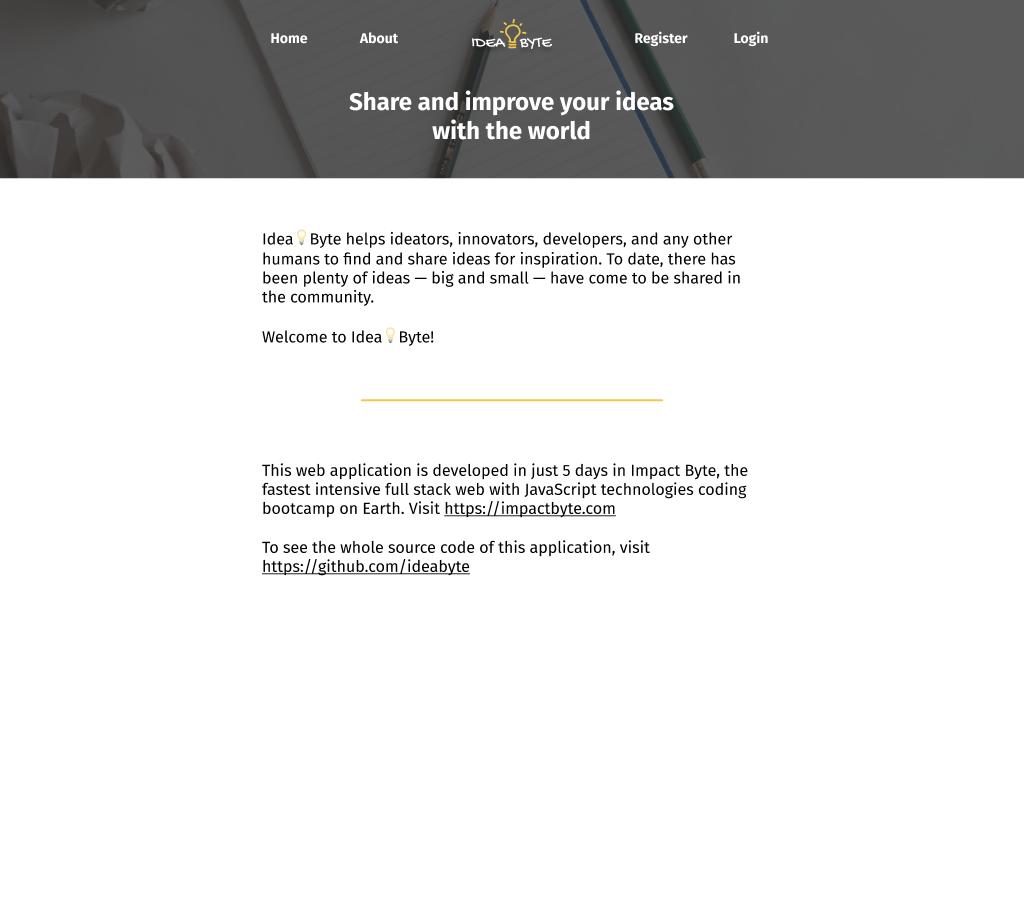 Home About IDEA BYTE Register Login
Share and improve your ideas
with the world
Idea💡Byte helps ideators, innovators, developers, and any other
humans to find and share ideas for inspiration. To date, there has
been plenty of ideas — big and small — have come to be shared in
the community.
Welcome to Idea💡Byte!
This web application is developed in just 5 days in Impact Byte, the
fastest intensive full stack web with JavaScript technologies coding
bootcamp on Earth. Visit https://impactbyte.com
To see the whole source code of this application, visit
https://github.com/ideabyte